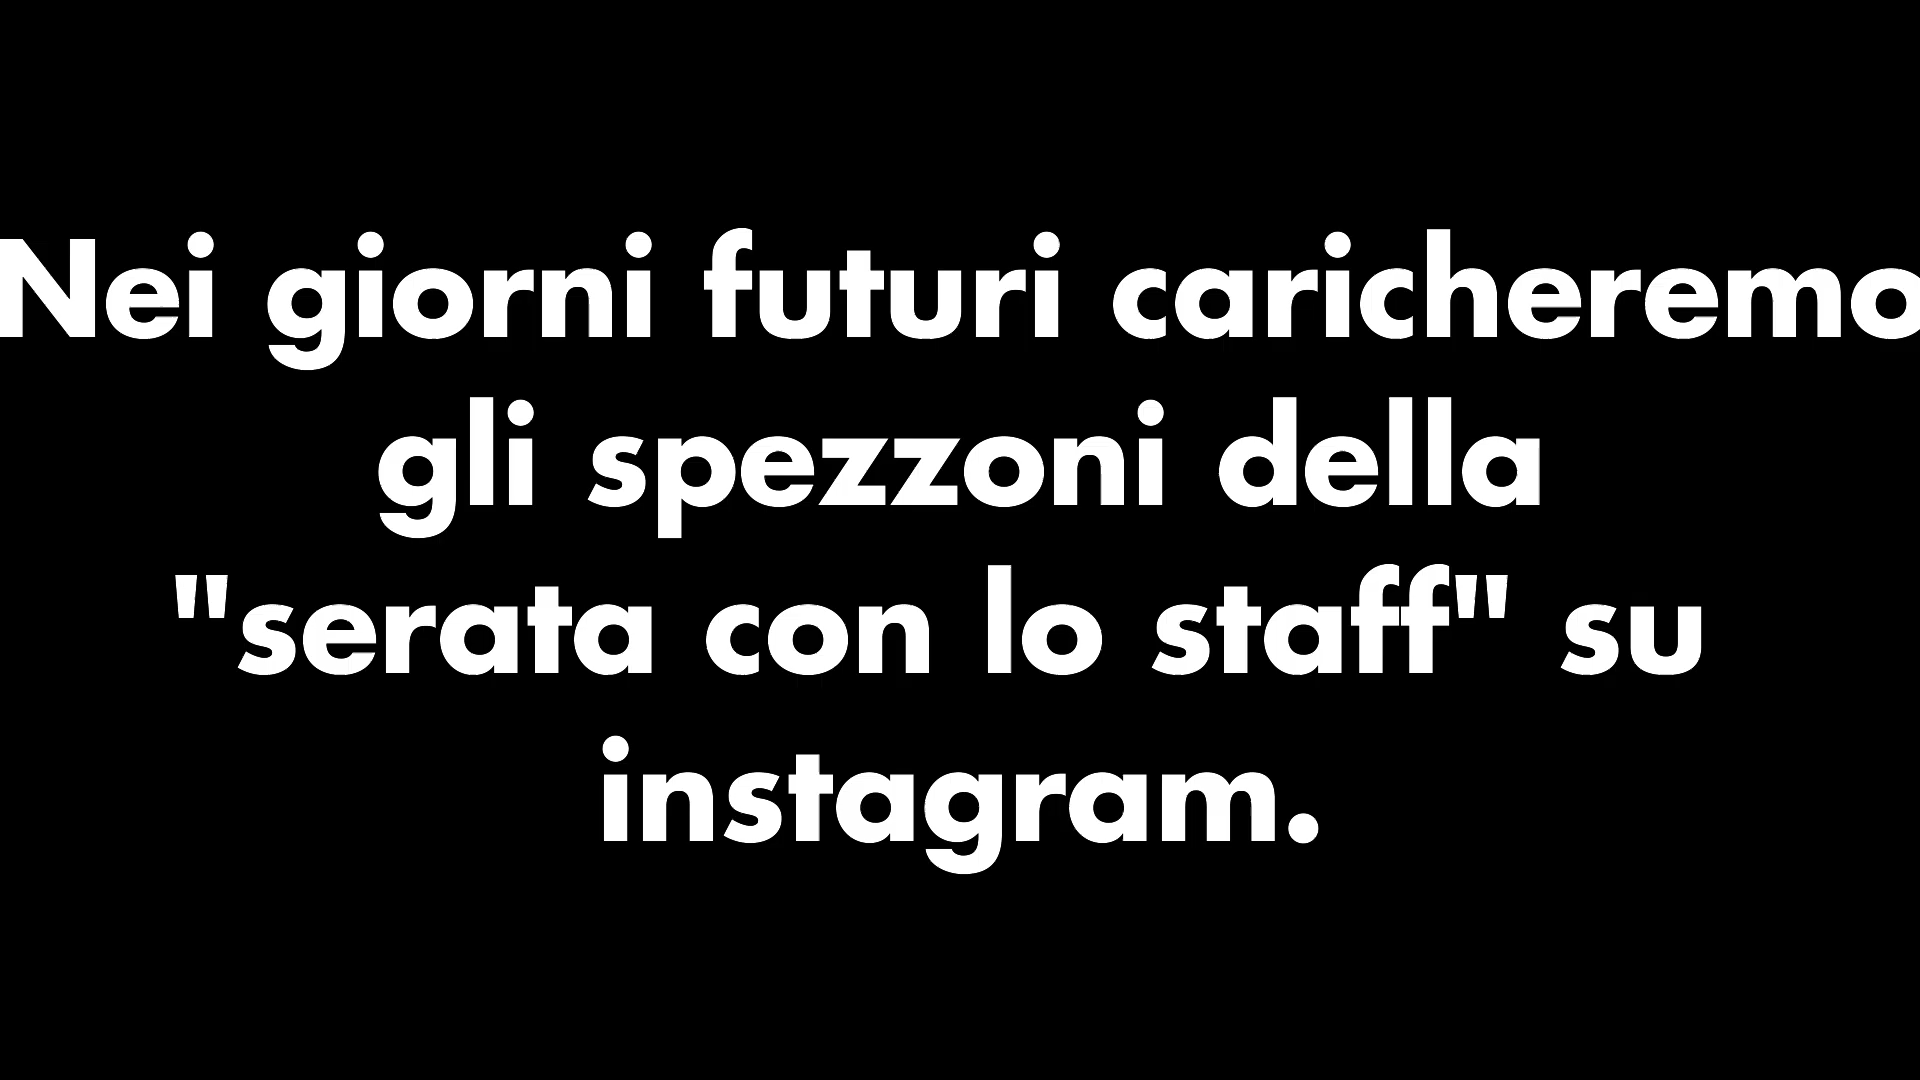 Nei giorni futuri caricheremo
gli spezzoni della
"serata con lo staff" su
instagram.